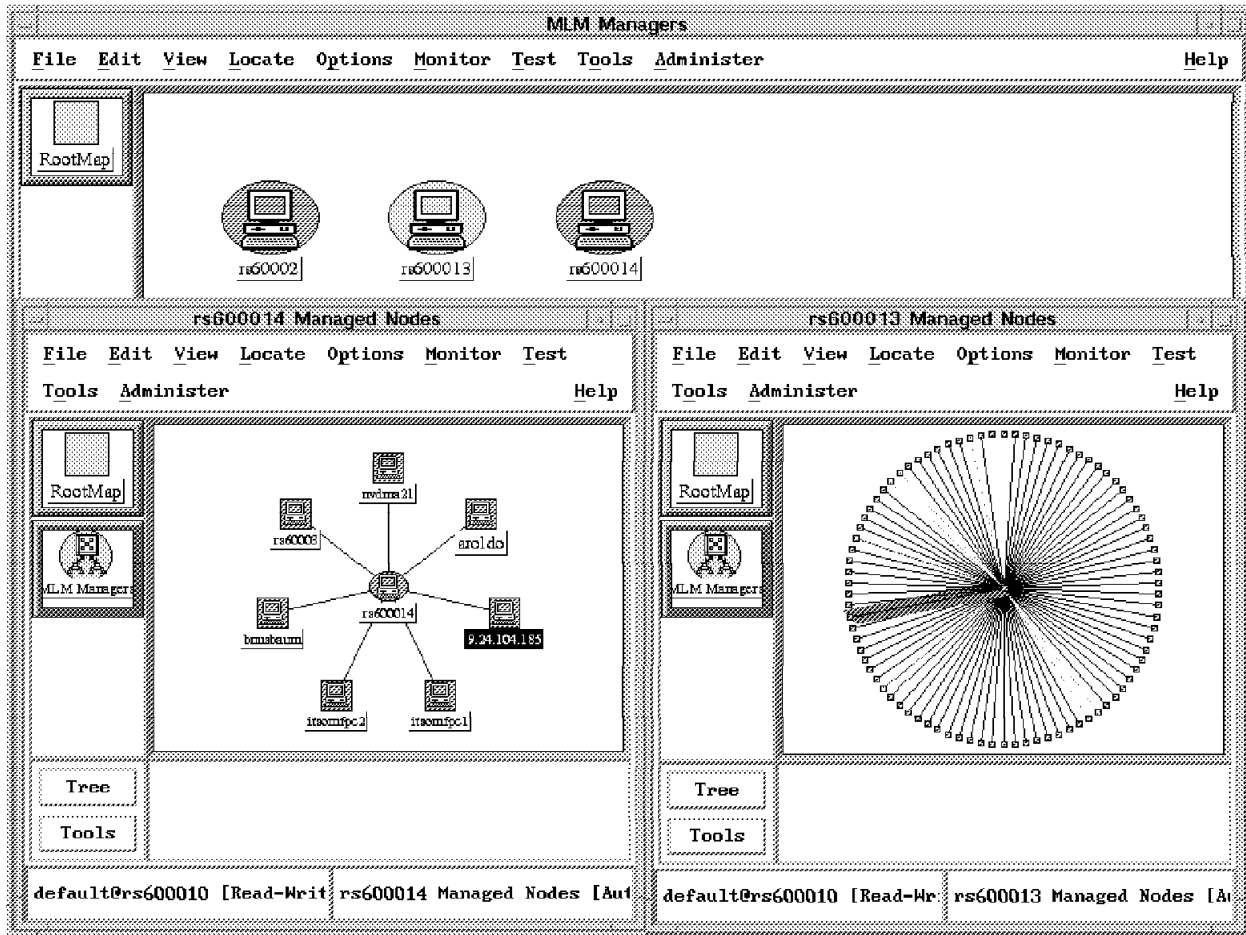 MLM Managers
File Edit View Locate Options Monitor Test Tools Administer Help
RootMap
rs60002 rs600013 rs600014
rs600014 Managed Nodes
File Edit View Locate Options Monitor Test
Tools Administer Help
RootMap
MLM Managers
nvdma21
rs60008
aroldo
rs600014
bmusbaum
9.24.104.185
itsomfpc2
itsomfpc1
Tree
Tools
default@rs600010 [Read-Writ
rs600014 Managed Nodes [Aut
rs600013 Managed Nodes
File Edit View Locate Options Monitor Test
Tools Administer Help
RootMap
MLM Managers
Tree
Tools
default@rs600010 [Read-Wr
rs600013 Managed Nodes [Au